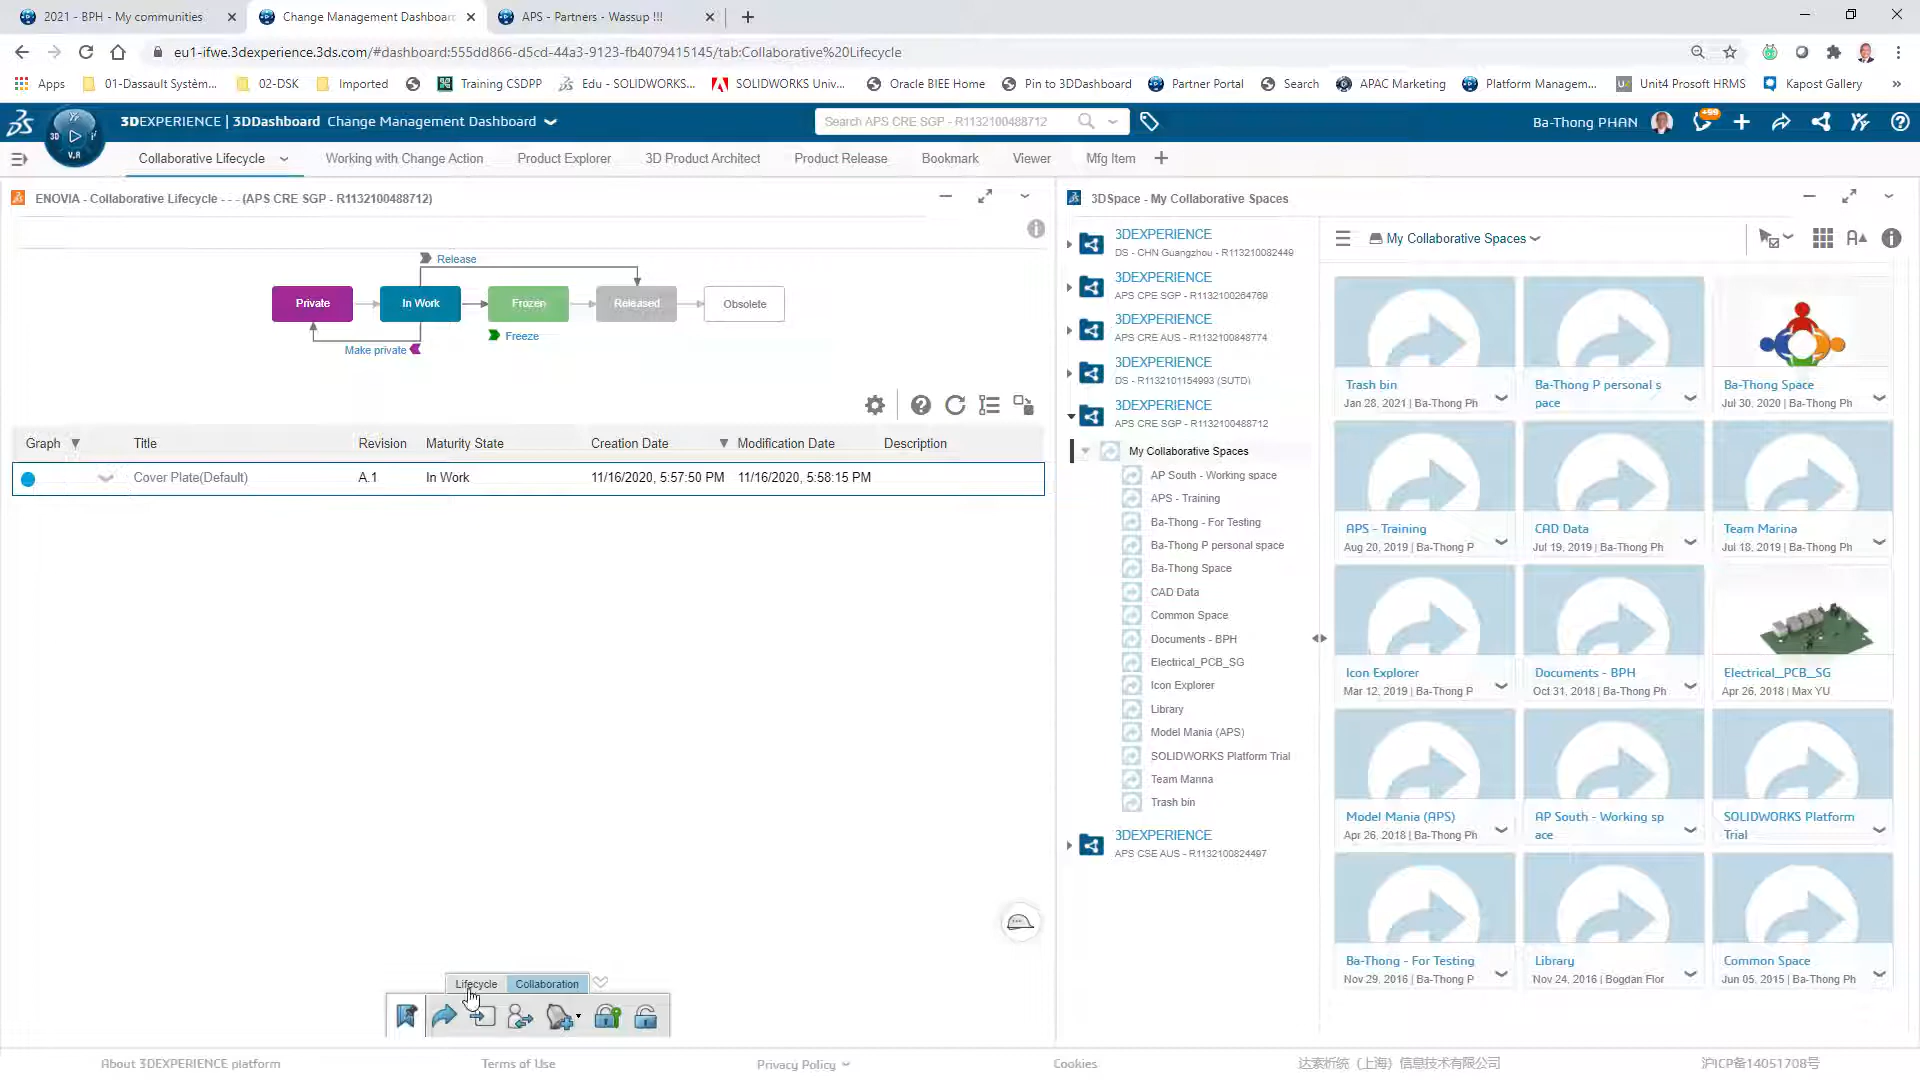 2021 - BPH - My communities
Change Management Dashboard
APS - Partners - Wassup !!!
eu1-ifwe.3dexperience.3ds.com/#dashboard:555dd866-d5cd-44a3-9123-fb4079415145/tab:Collaborative%20Lifecycle
Apps 01-Dassault Systèm... 02-DSK Imported Training CSDPP Edu - SOLIDWORKS... SOLIDWORKS Univ... Oracle BIEE Home Pin to 3DDashboard Partner Portal Search APAC Marketing Platform Managem... Unit4 Prosoft HRMS Kapost Gallery »
3DEXPERIENCE | 3DDashboard Change Management Dashboard
Search APS CRE SGP - R1132100488712
Ba-Thong PHAN
+99
3D
V.R
Collaborative Lifecycle Working with Change Action Product Explorer 3D Product Architect Product Release Bookmark Viewer Mfg Item
ENOVIA - Collaborative Lifecycle - - - (APS CRE SGP - R1132100488712)
Release
Private
In Work
Frozen
Released
Obsolete
Freeze
Make private
Graph Title Revision Maturity State Creation Date Modification Date Description
Cover Plate(Default) A.1 In Work 11/16/2020, 5:57:50 PM 11/16/2020, 5:58:15 PM
Lifecycle Collaboration
3DSpace - My Collaborative Spaces
3DEXPERIENCE
DS - CHN Guangzhou - R113210082449
3DEXPERIENCE
APS CPE SGP - R1132100264769
3DEXPERIENCE
APS CRE AUS - R1132100848774
3DEXPERIENCE
DS - R1132101154993 (SUTD)
3DEXPERIENCE
APS CRE SGP - R1132100488712
My Collaborative Spaces
AP South - Working space
APS - Training
Ba-Thong - For Testing
Ba-Thong P personal space
Ba-Thong Space
CAD Data
Common Space
Documents - BPH
Electrical_PCB_SG
Icon Explorer
Library
Model Mania (APS)
SOLIDWORKS Platform Trial
Team Marina
Trash bin
3DEXPERIENCE
APS CSE AUS - R1132100824497
My Collaborative Spaces
Trash bin
Jan 28, 2021 | Ba-Thong Ph
Ba-Thong P personal s
pace
Ba-Thong Space
Jul 30, 2020 | Ba-Thong Ph
APS - Training
Aug 20, 2019 | Ba-Thong P
CAD Data
Jul 19, 2019 | Ba-Thong Ph
Team Marina
Jul 18, 2019 | Ba-Thong Ph
Icon Explorer
Mar 12, 2019 | Ba-Thong P
Documents - BPH
Oct 31, 2018 | Ba-Thong Ph
Electrical_PCB_SG
Apr 26, 2018 | Max YU
Model Mania (APS)
Apr 26, 2018 | Ba-Thong Ph
AP South - Working sp
ace
SOLIDWORKS Platform
Trial
Ba-Thong - For Testing
Nov 29, 2016 | Ba-Thong P
Library
Nov 24, 2016 | Bogdan Flor
Common Space
Jun 05, 2015 | Ba-Thong Ph
About 3DEXPERIENCE platform Terms of Use Privacy Policy Cookies 达索析统（上海）信息技术有限公司 沪ICP备14051708号